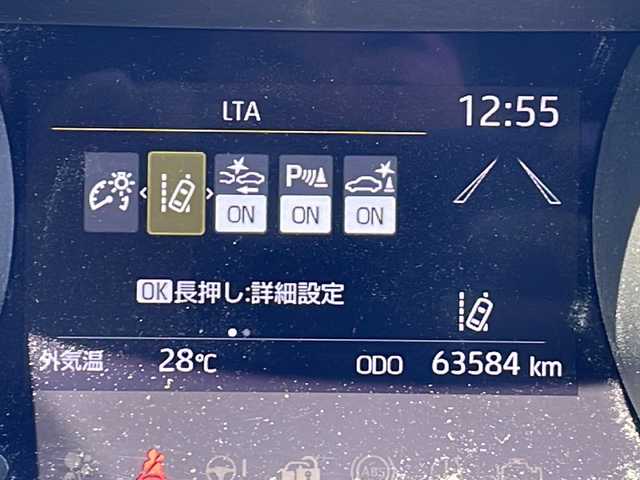 LTA
12:55
P
ON ON ON
OK長押し:詳細設定
外気温 28℃ ODO 63584 km
ABS